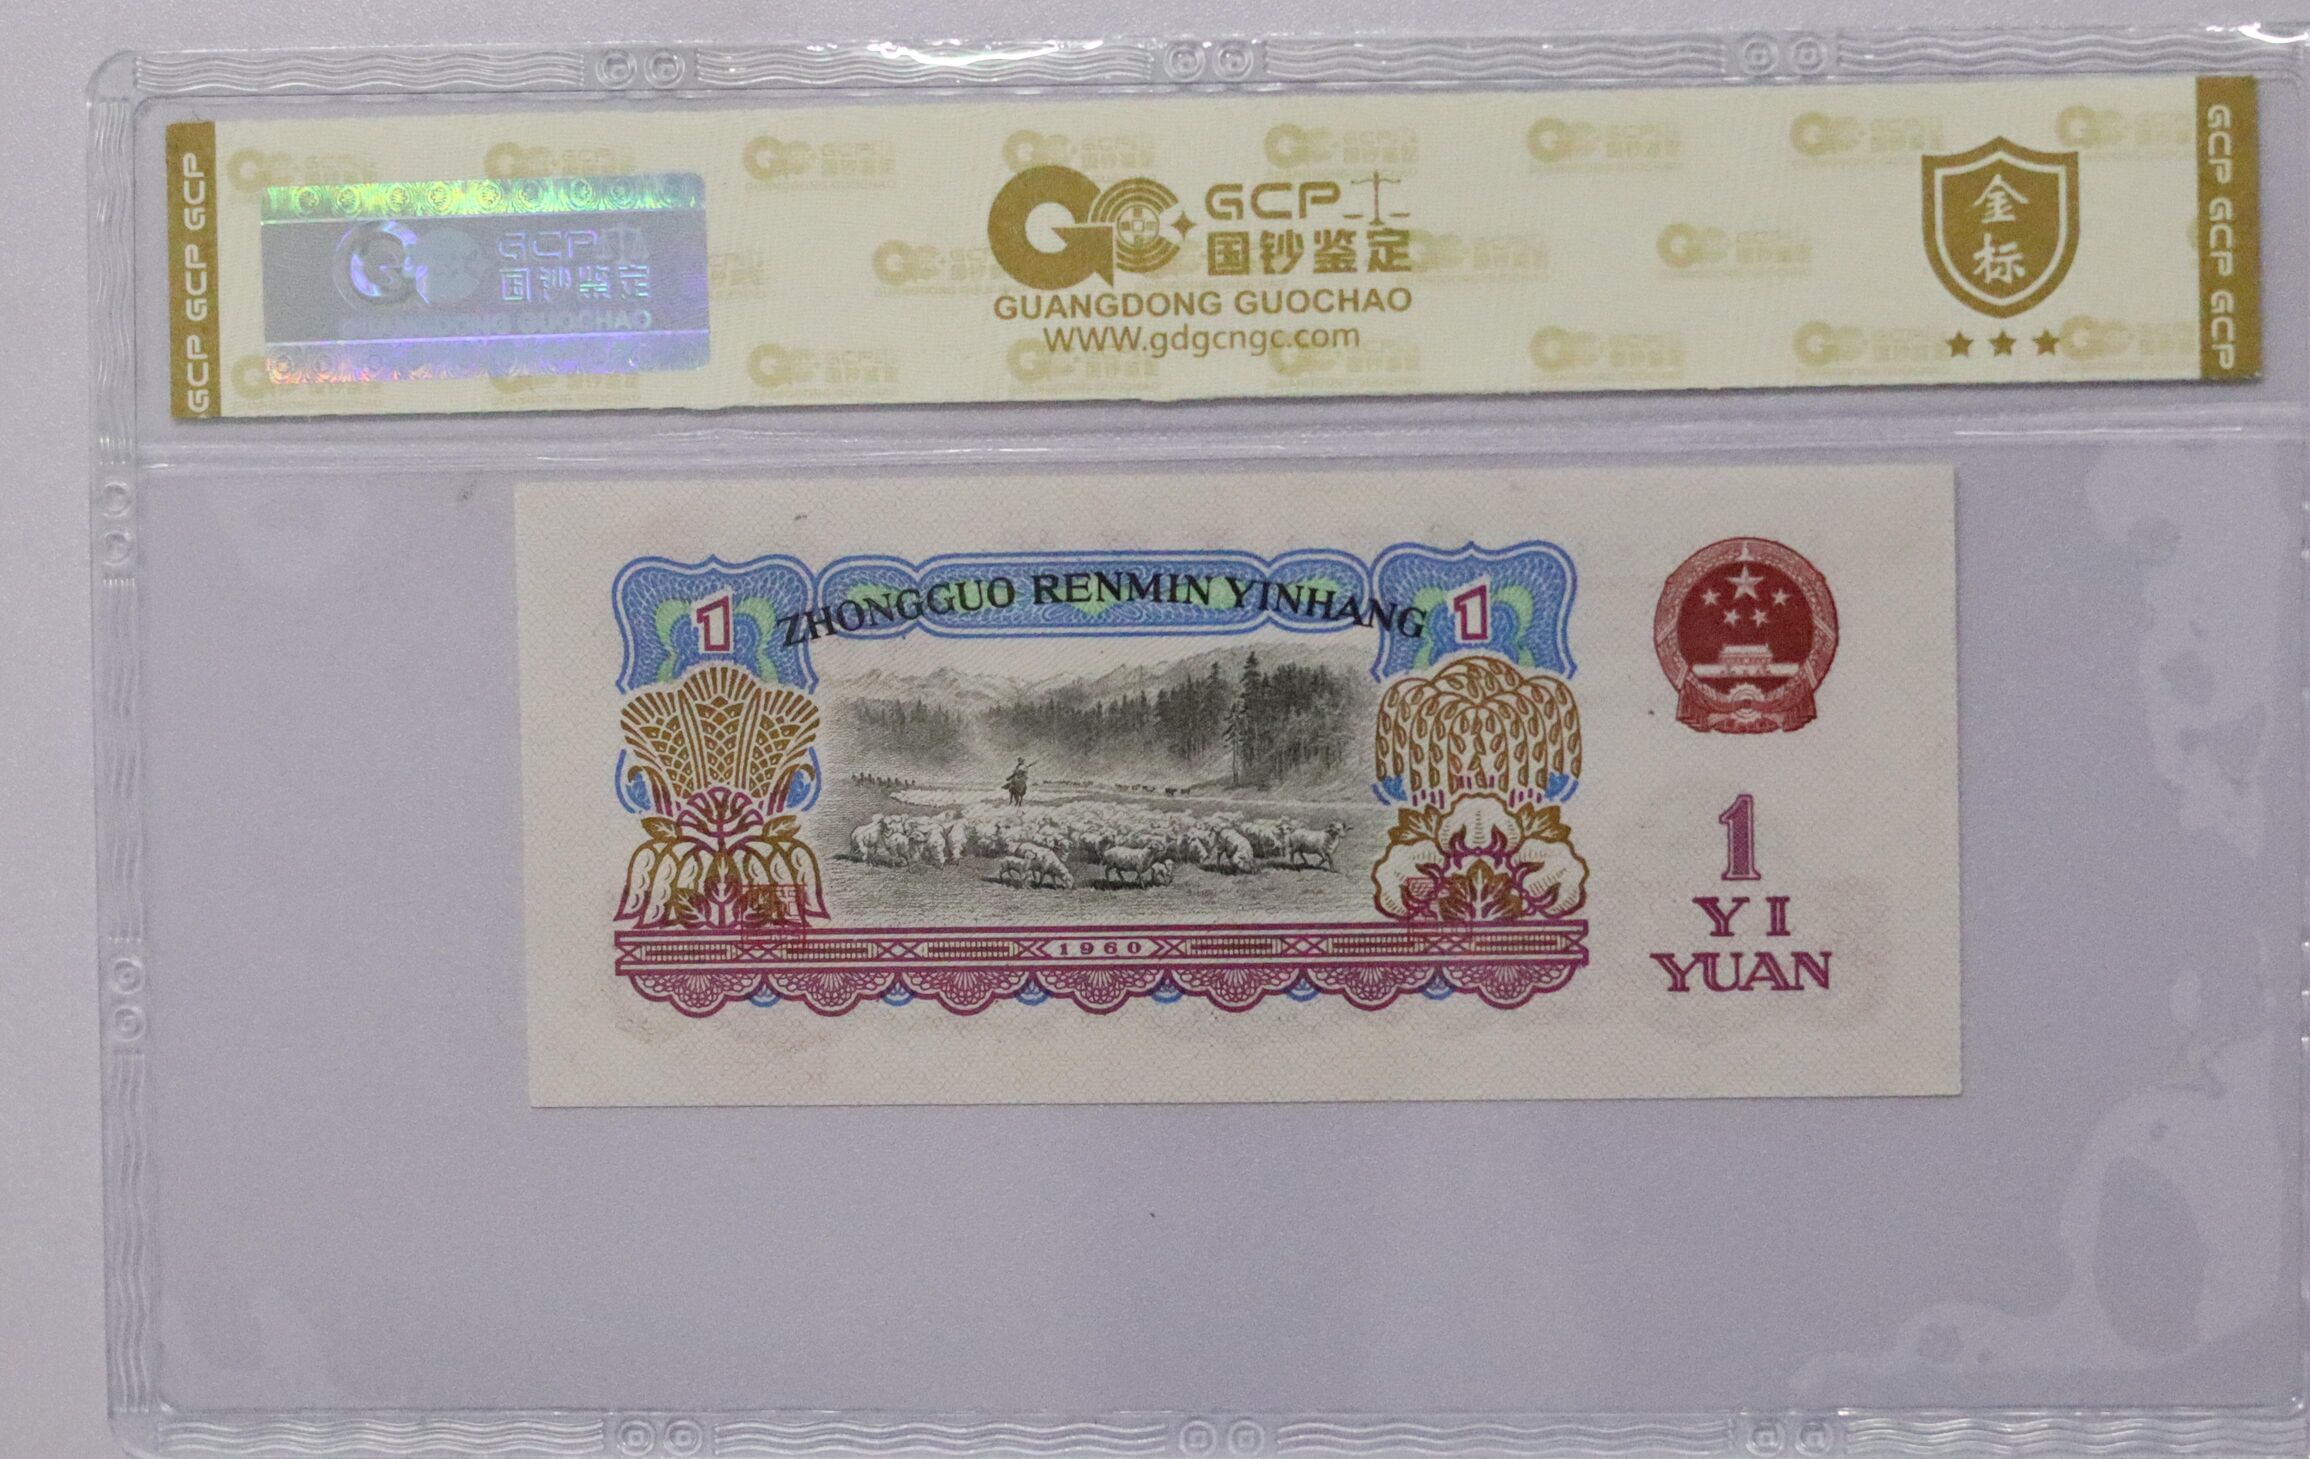 GCP GCP GCP
GCP
国钞鉴定
GUANGDONG GUOCHAO
GCP
国钞鉴定
GUANGDONG GUOCHAO
WWW.gdgcngc.com
金
标
GCP GCP GCP
1
ZHONGGUO RENMIN YINHANG
1
1960
1
YI
YUAN